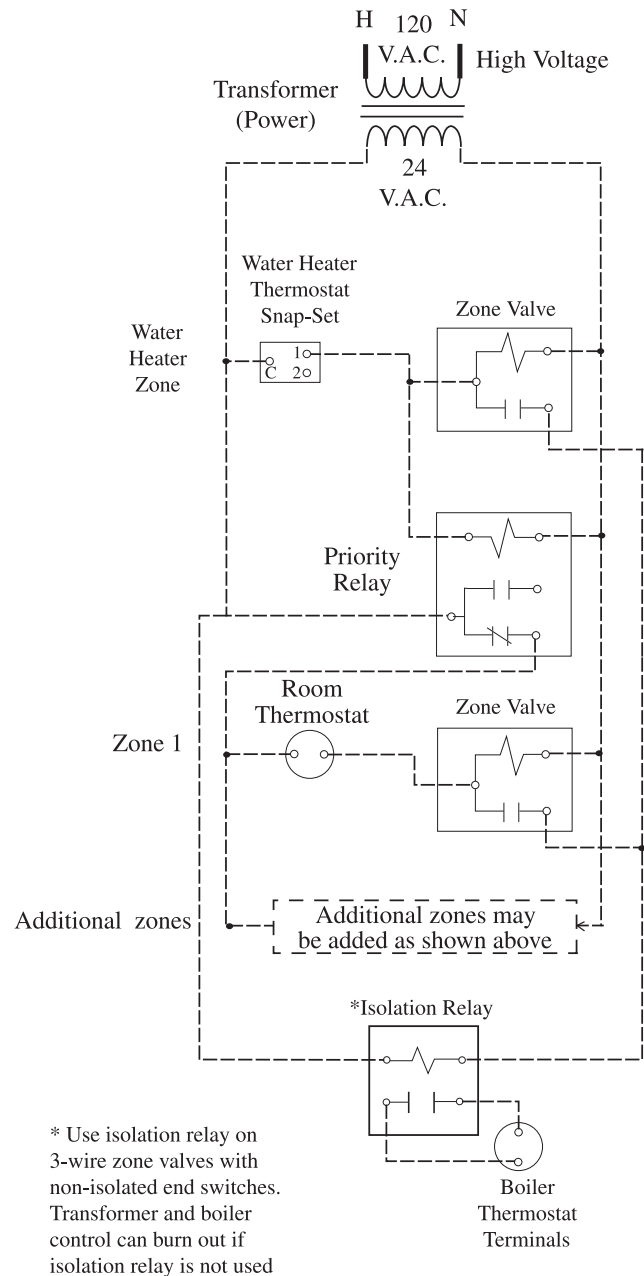 H 120 N
V.A.C.
High Voltage
Transformer
(Power)
24
V.A.C.
Water Heater
Thermostat
Snap-Set
Zone Valve
Water
Heater
Zone
1
C 2
Priority
Relay
Room
Thermostat
Zone Valve
Zone 1
Additional zones
Additional zones may
be added as shown above
*Isolation Relay
* Use isolation relay on
3-wire zone valves with
non-isolated end switches.
Transformer and boiler
control can burn out if
isolation relay is not used
Boiler
Thermostat
Terminals